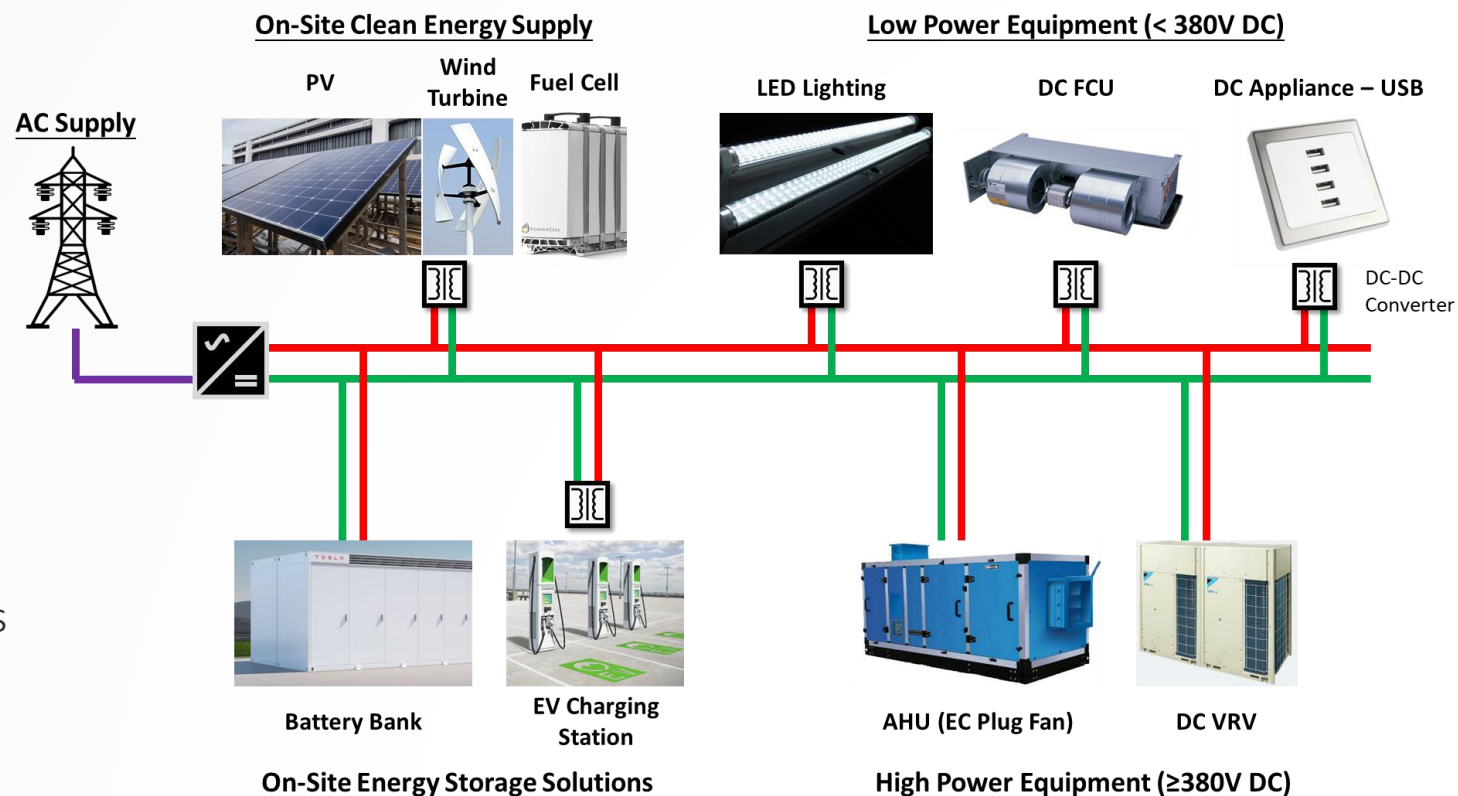 On-Site Clean Energy Supply
Low Power Equipment (< 380V DC)
AC Supply
PV
Wind
Turbine
Fuel Cell
LED Lighting
DC FCU
DC Appliance – USB
POWERCELL
DC-DC
Converter
TESLA
S
Battery Bank
EV Charging
Station
AHU (EC Plug Fan)
DC VRV
On-Site Energy Storage Solutions
High Power Equipment (≥380V DC)